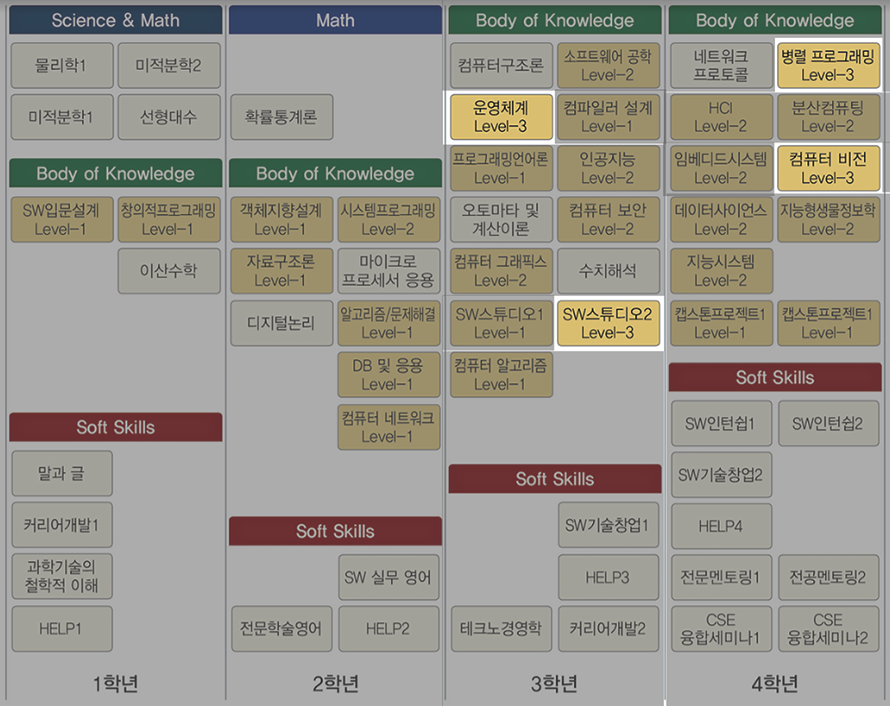 Science & Math
물리학1
미적분학2
미적분학1
선형대수
Body of Knowledge
SW입문설계
Level-1
창의적프로그래밍
Level-1
이산수학
Soft Skills
말과 글
커리어개발1
과학기술의
철학적 이해
HELP1
1학년
Math
확률통계론
Body of Knowledge
객체지향설계
Level-1
시스템프로그래밍
Level-2
자료구조론
Level-1
마이크로
프로세서 응용
디지털논리
알고리즘/문제해결
Level-1
DB 및 응용
Level-1
컴퓨터 네트워크
Level-1
Soft Skills
SW 실무 영어
전문학술영어
HELP2
2학년
Body of Knowledge
컴퓨터구조론
소프트웨어 공학
Level-2
운영체계
Level-3
컴파일러 설계
Level-1
프로그래밍언어론
Level-1
인공지능
Level-2
오토마타 및
계산이론
컴퓨터 보안
Level-2
컴퓨터 그래픽스
Level-2
수치해석
SW스튜디오1
Level-1
SW스튜디오2
Level-3
컴퓨터 알고리즘
Level-1
Soft Skills
SW기술창업1
HELP3
테크노경영학
커리어개발2
3학년
Body of Knowledge
네트워크
프로토콜
병렬 프로그래밍
Level-3
HCI
Level-2
분산컴퓨팅
Level-2
임베디드시스템
Level-2
컴퓨터 비전
Level-3
데이터사이언스
Level-2
지능형생물정보학
Level-2
지능시스템
Level-2
캡스톤프로젝트1
Level-1
캡스톤프로젝트1
Level-1
Soft Skills
SW인턴쉽1
SW인턴쉽2
SW기술창업2
HELP4
전문멘토링1
전공멘토링2
CSE
융합세미나1
CSE
융합세미나2
4학년